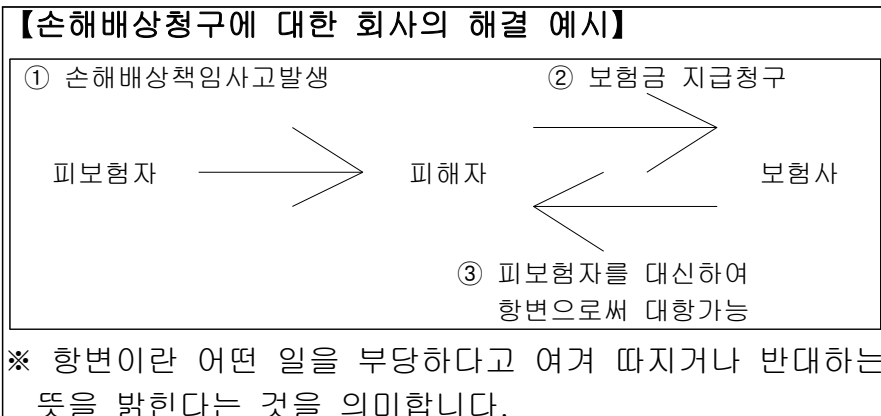 【손해배상청구에 대한 회사의 해결 예시】
① 손해배상책임사고발생
② 보험금 지급청구
피보험자
피해자
보험사
③ 피보험자를 대신하여
항변으로써 대항가능
※ 항변이란 어떤 일을 부당하다고 여겨 따지거나 반대하는
뜻을 밝힌다는 것을 의미합니다.